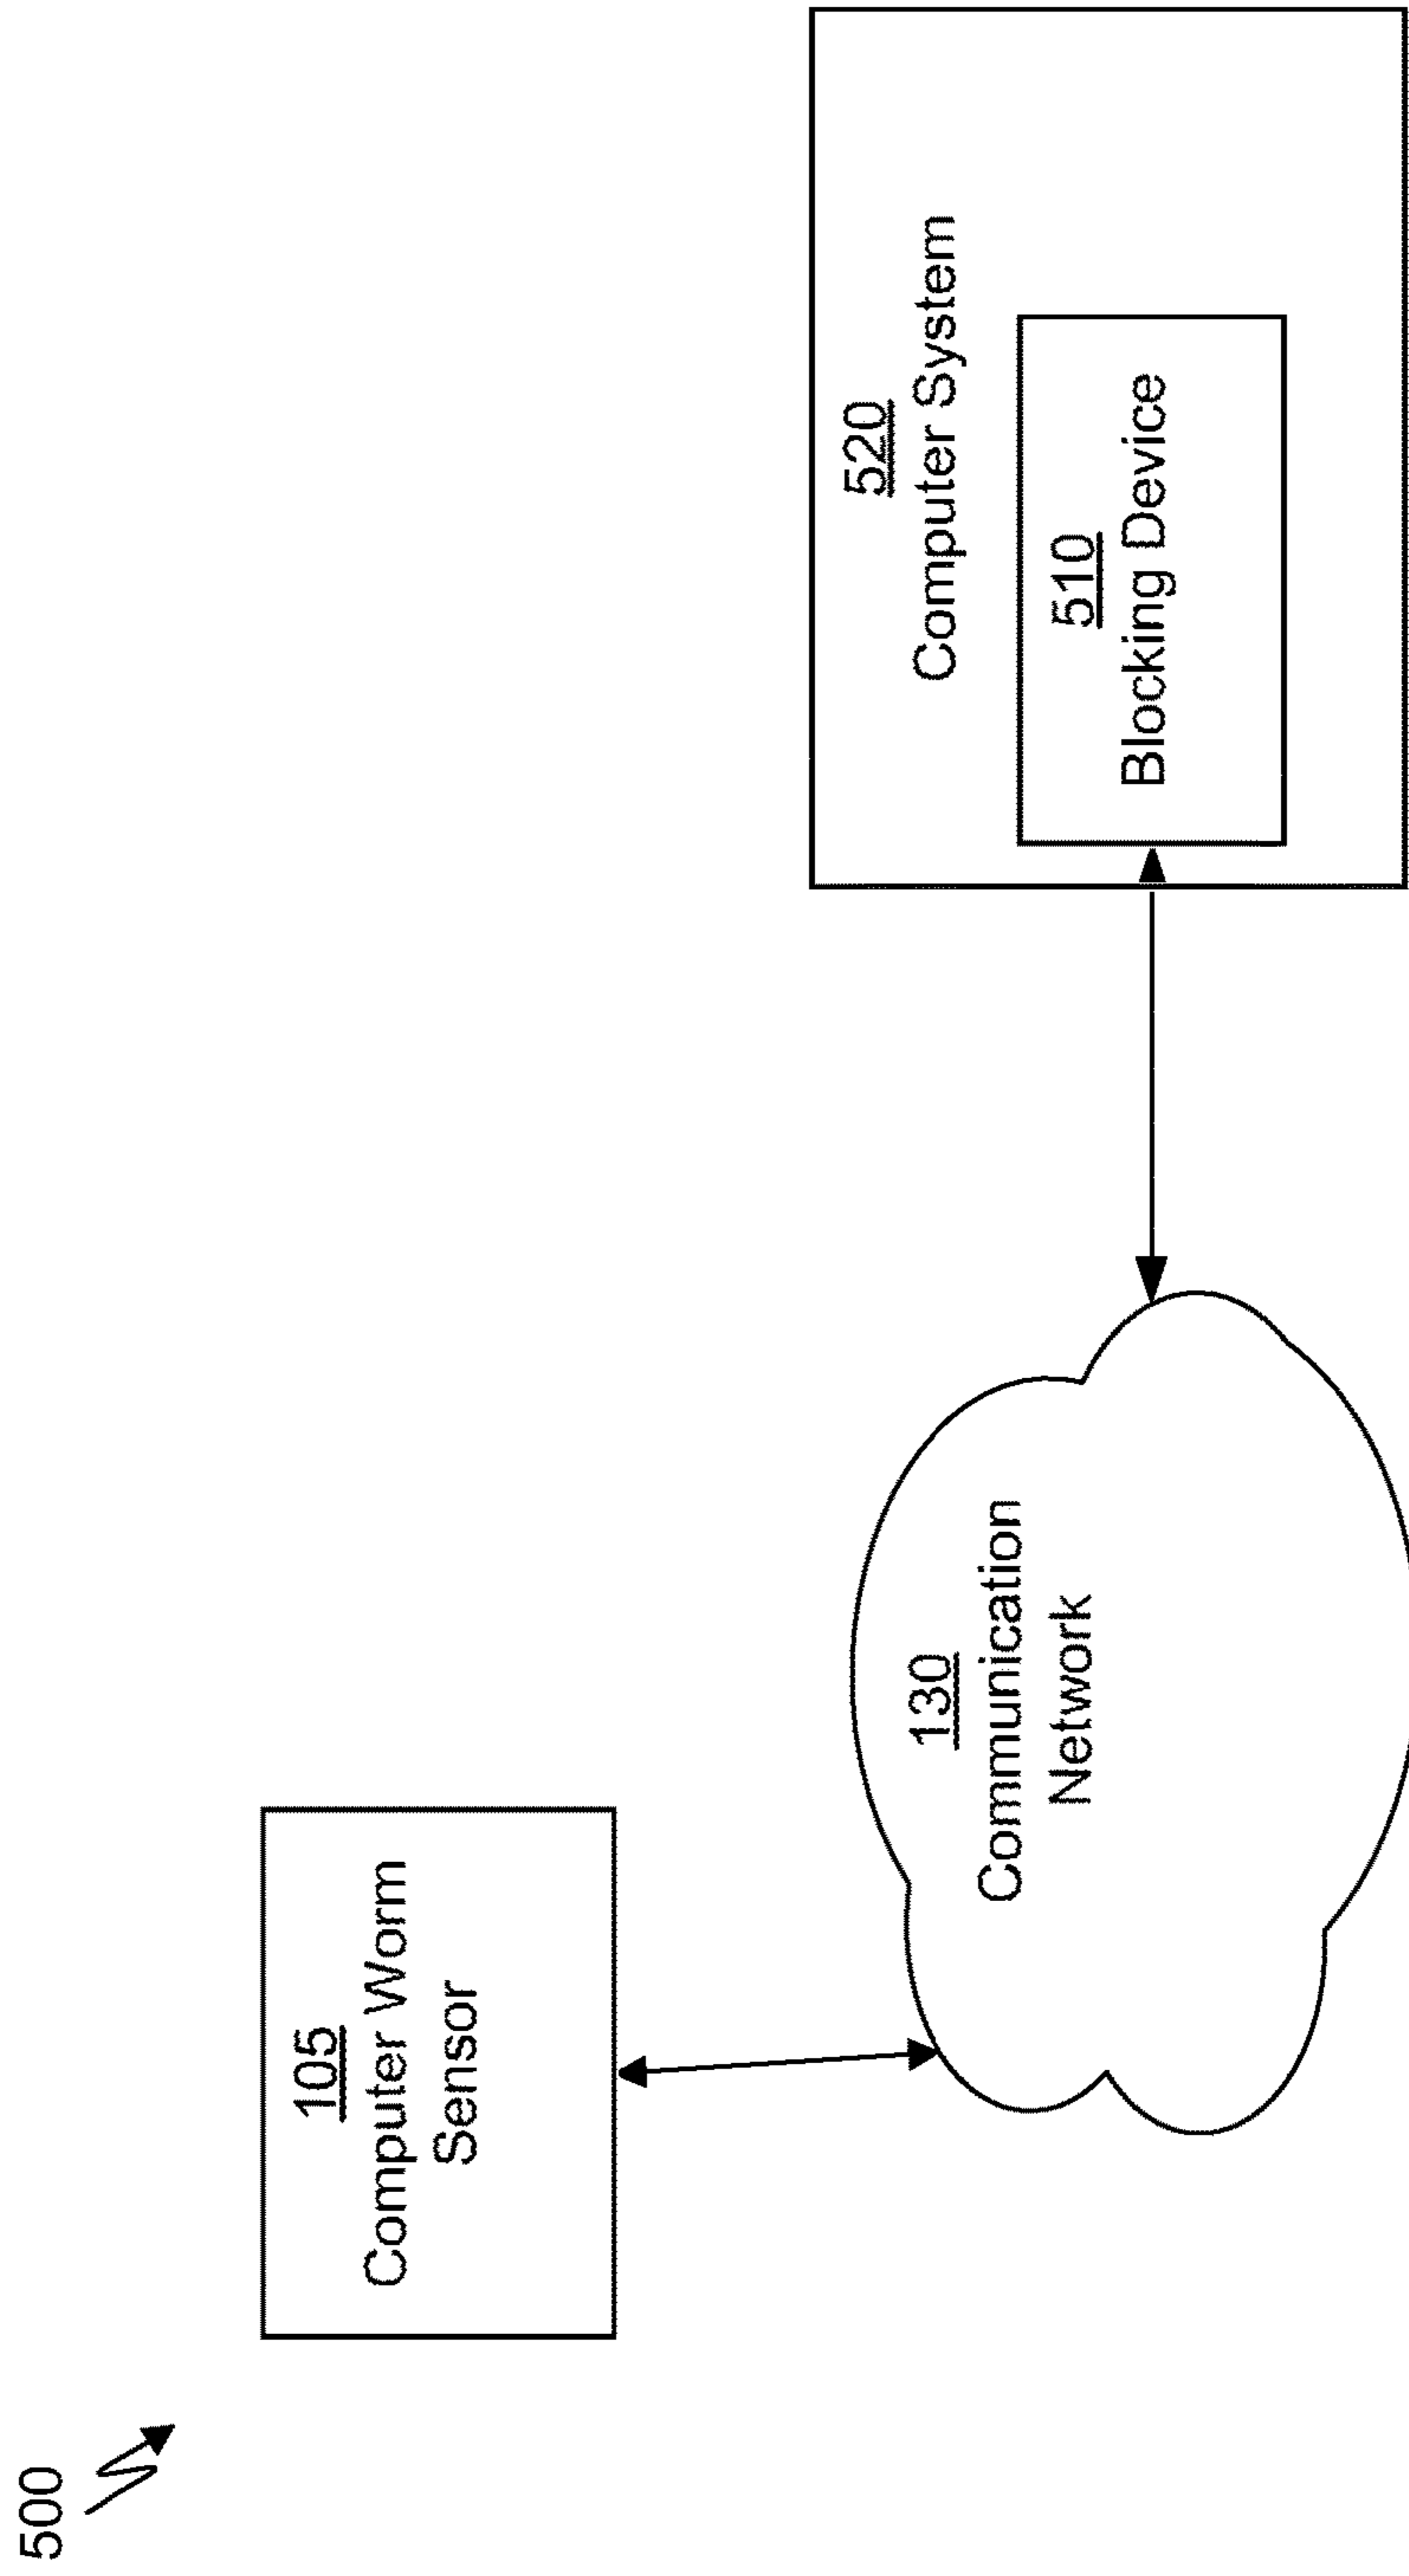 500
105
Computer Worm
Sensor
130
Communication
Network
520
Computer System
510
Blocking Device